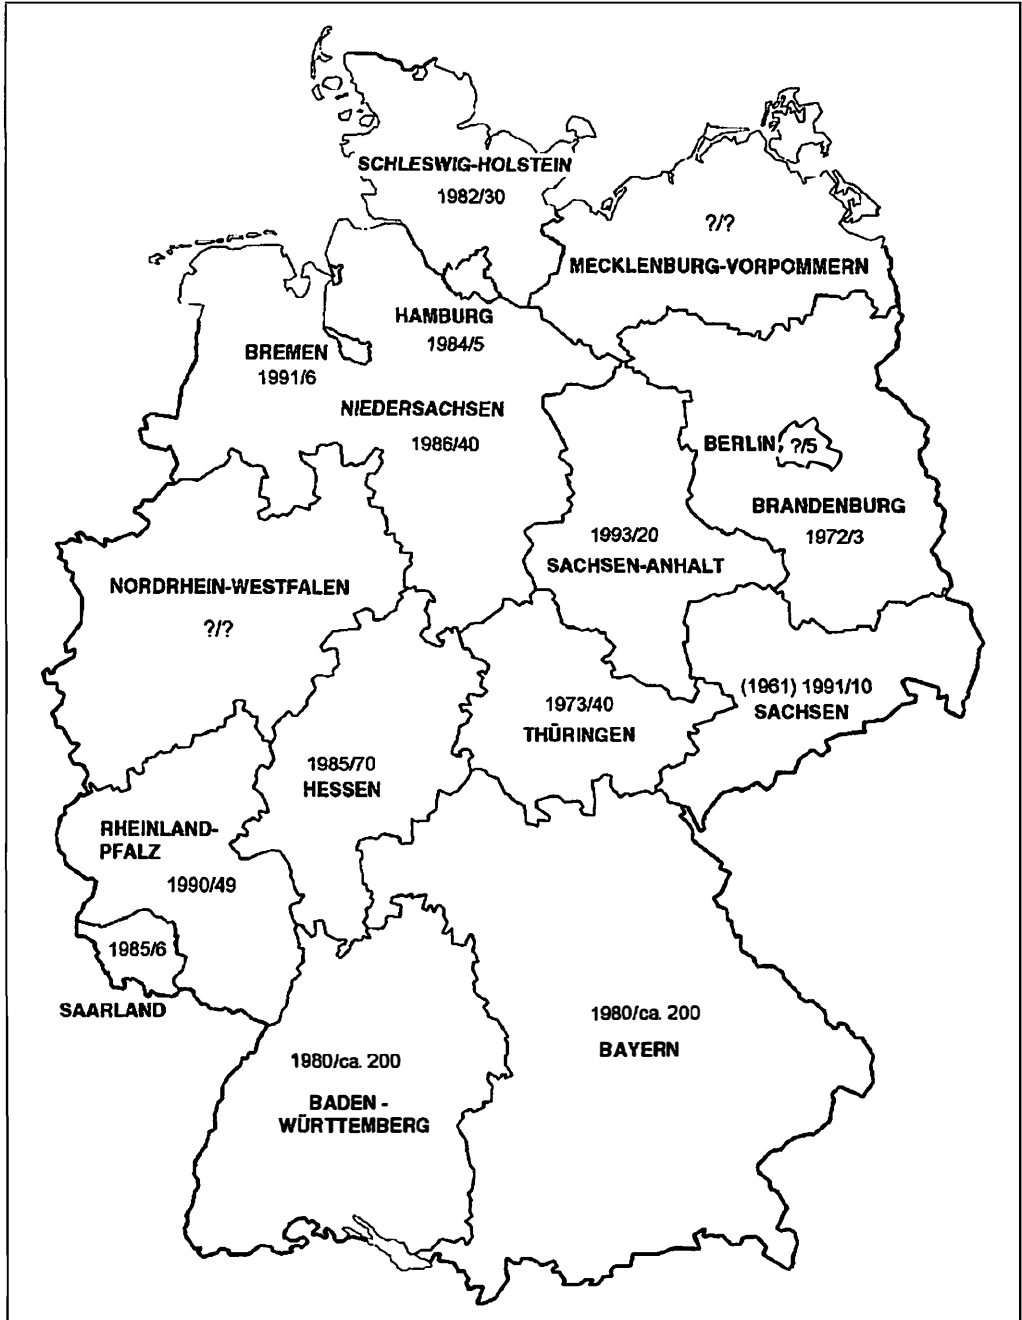 SCHLESWIG-HOLSTEIN
1982/30
?/?
MECKLENBURG-VORPOMMERN
HAMBURG
1984/5
BREMEN
1991/6
NIEDERSACHSEN
1986/40
BERLIN, ?/5
BRANDENBURG
1972/3
1993/20
SACHSEN-ANHALT
NORDRHEIN-WESTFALEN
?/?
(1961) 1991/10
SACHSEN
1973/40
THÜRINGEN
1985/70
HESSEN
RHEINLAND-
PFALZ
1990/49
1985/6
SAARLAND
1980/ca. 200
BAYERN
1980/ca. 200
BADEN -
WÜRTTEMBERG